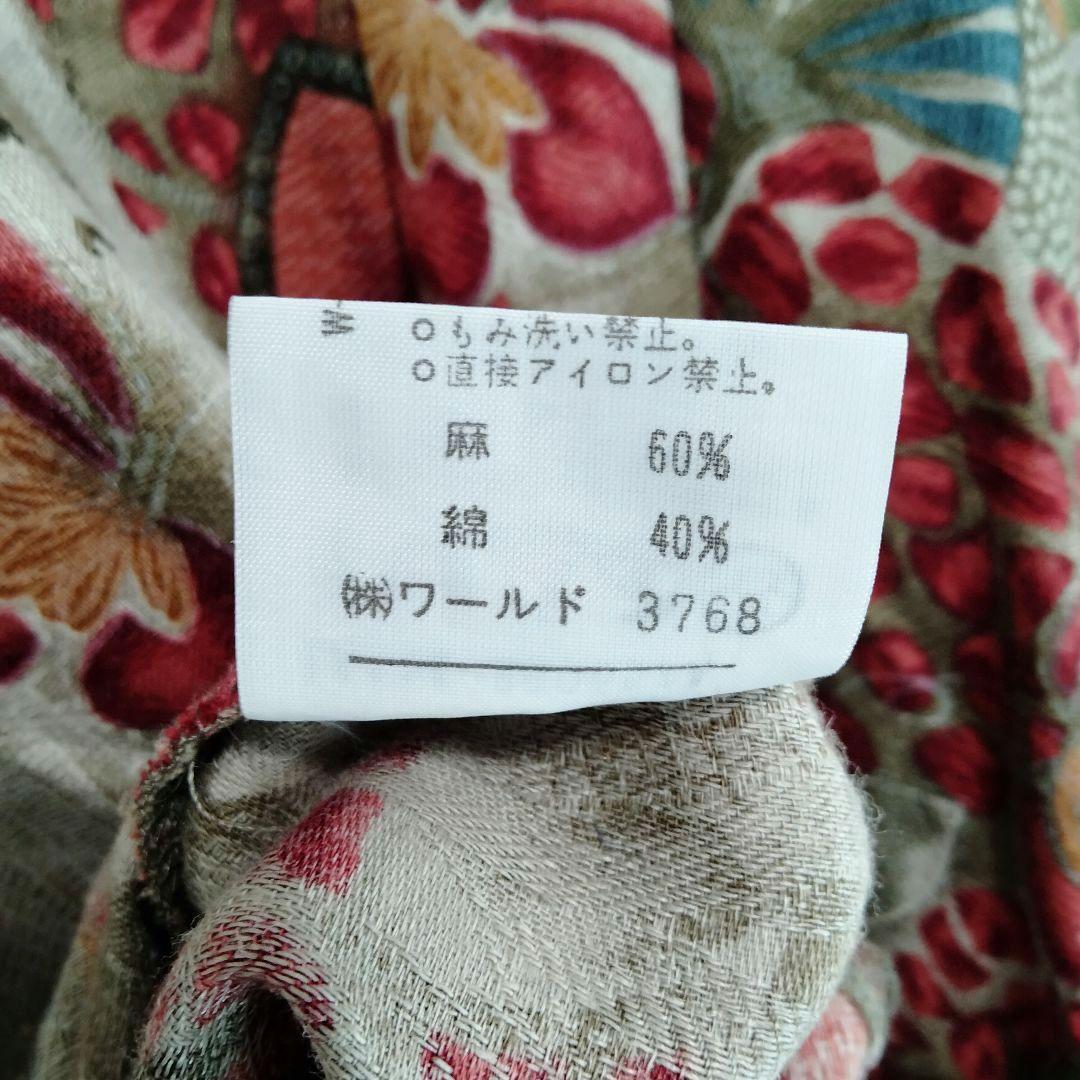 ○もみ洗い禁止。
○直接アイロン禁止。
麻 60%
綿 40%
㈱ワールド 3768